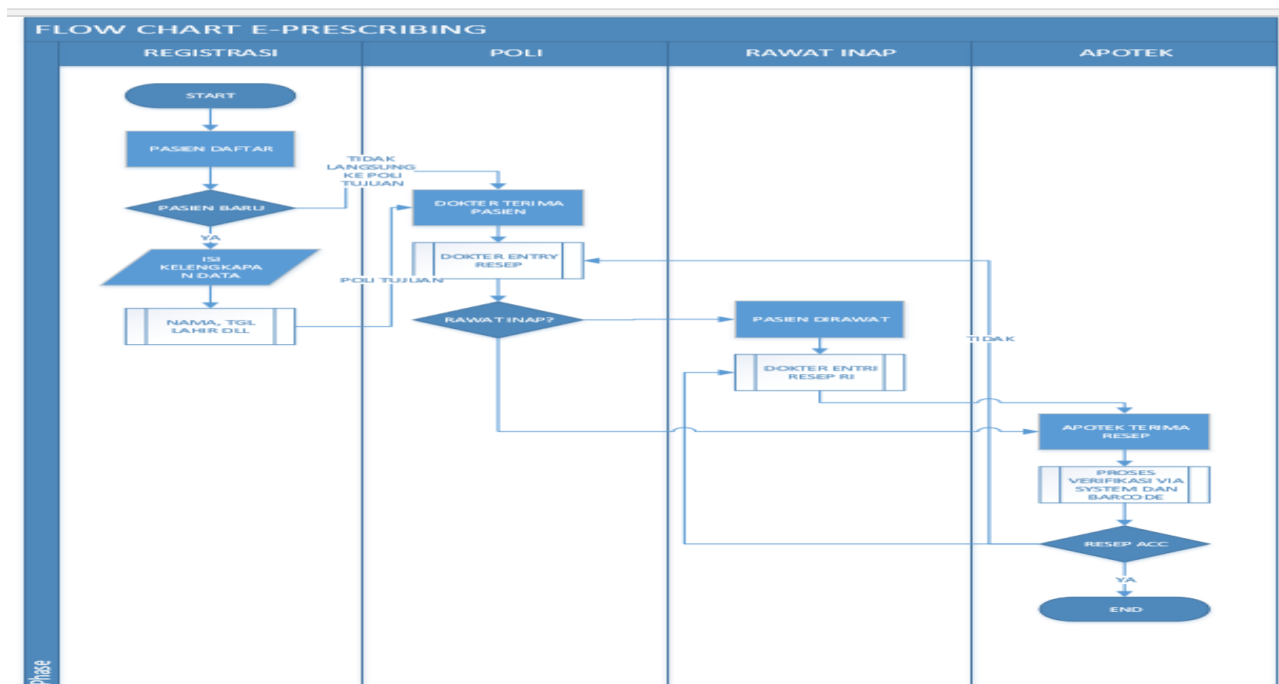 FLOW CHART E-PRESCRIBING
REGISTRASI
POLI
RAWAT INAP
APOTEK
START
PASIEN DAFTAR
PASIEN BARU
YA
ISI
KELENGKAPA
N DATA
NAMA, TGL
LAHIR DLL
TIDAK
LANGSUNG
KE POLI
TUJUAN
POLI TUJUAN
DOKTER TERIMA
PASIEN
DOKTER ENTRY
RESEP
RAWAT INAP?
PASIEN DIRAWAT
DOKTER ENTRI
RESEP RI
TIDAK
APOTEK TERIMA
RESEP
PROSES
VERIFIKASI VIA
SYSTEM DAN
BARCODE
RESEP ACC
YA
END
Phase